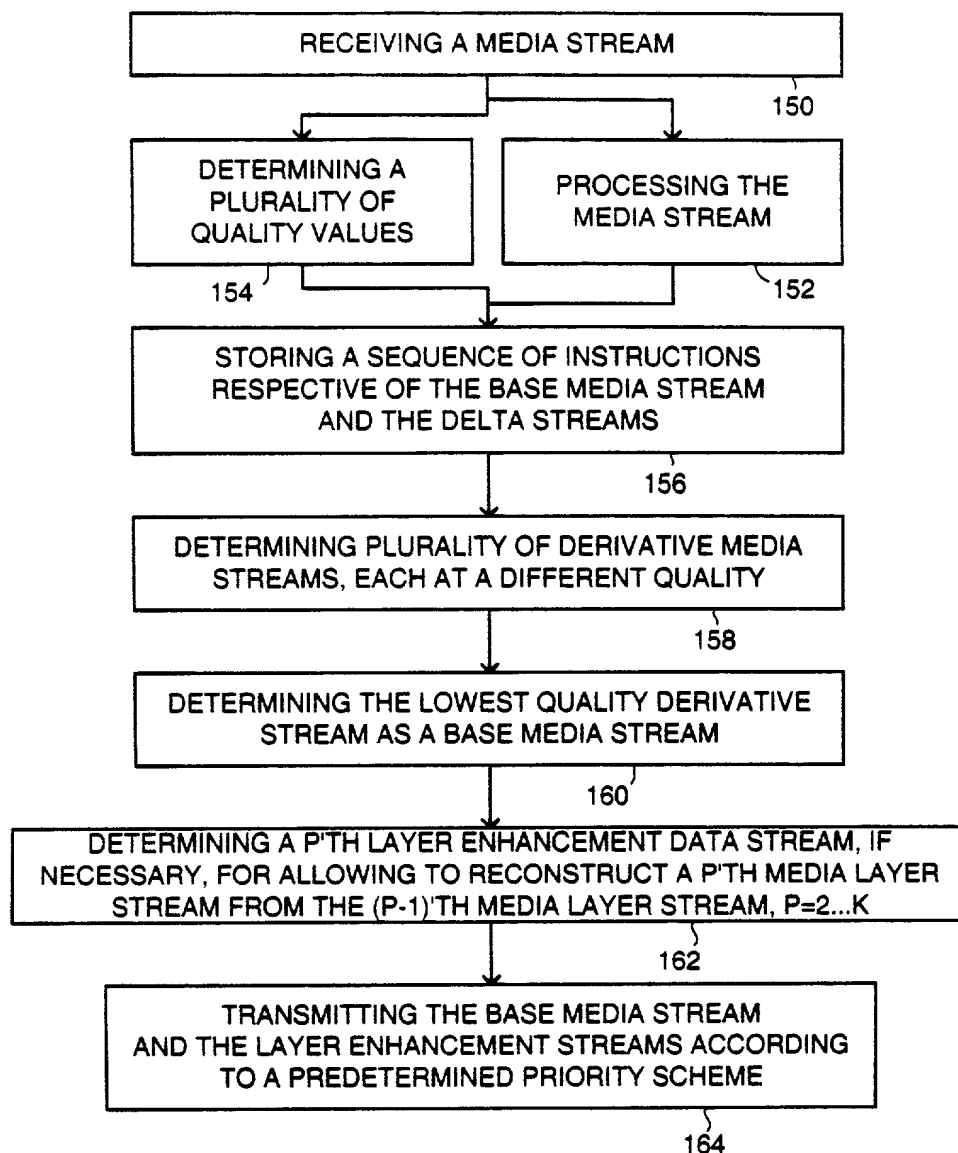 RECEIVING A MEDIA STREAM
150
DETERMINING A
PLURALITY OF
QUALITY VALUES
154
PROCESSING THE
MEDIA STREAM
152
STORING A SEQUENCE OF INSTRUCTIONS
RESPECTIVE OF THE BASE MEDIA STREAM
AND THE DELTA STREAMS
156
DETERMINING PLURALITY OF DERIVATIVE MEDIA
STREAMS, EACH AT A DIFFERENT QUALITY
158
DETERMINING THE LOWEST QUALITY DERIVATIVE
STREAM AS A BASE MEDIA STREAM
160
DETERMINING A P'TH LAYER ENHANCEMENT DATA STREAM, IF
NECESSARY, FOR ALLOWING TO RECONSTRUCT A P'TH MEDIA LAYER
STREAM FROM THE (P-1)'TH MEDIA LAYER STREAM, P=2...K
162
TRANSMITTING THE BASE MEDIA STREAM
AND THE LAYER ENHANCEMENT STREAMS ACCORDING
TO A PREDETERMINED PRIORITY SCHEME
164